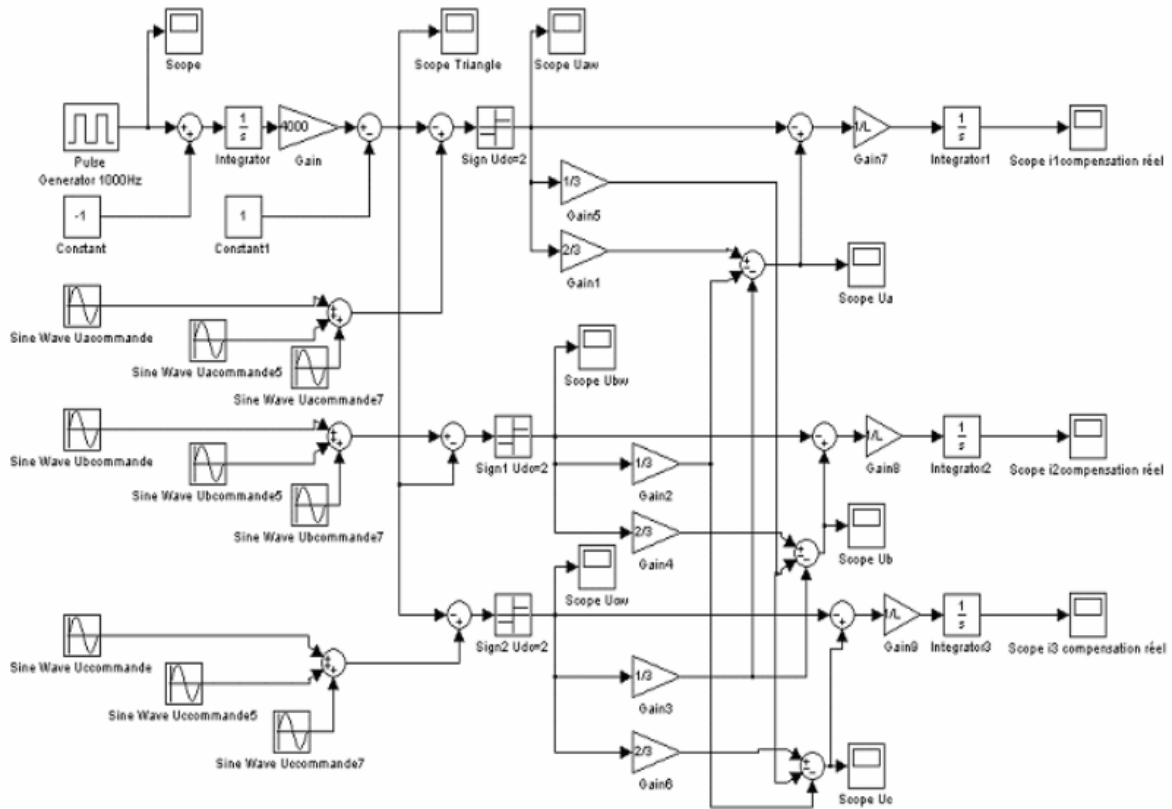 Scope
Scope Triangle
Scope Uaw
Pulse
Generator 1000Hz
1
s
Integrator
4000
Gain
Sign Udc=2
1/L
Gain7
1
s
Integrator1
Scope i1compensation réel
-1
Constant
1
Constant1
1/3
Gain5
2/3
Gain1
Scope Ua
Sine Wave Uacommande
Sine Wave Uacommande5
Sine Wave Uacommande7
Scope Ubw
Sine Wave Ubcommande
Sine Wave Ubcommande5
Sine Wave Ubcommande7
Sign1 Udc=2
1/L
Gain8
1
s
Integrator2
Scope i2compensation réel
1/3
Gain2
2/3
Gain4
Scope Ub
Scope Ucw
Sine Wave Uccommande
Sine Wave Uccommande5
Sine Wave Uccommande7
Sign2 Udc=2
1/L
Gain9
1
s
Integrator3
Scope i3 compensation réel
1/3
Gain3
2/3
Gain6
Scope Uc